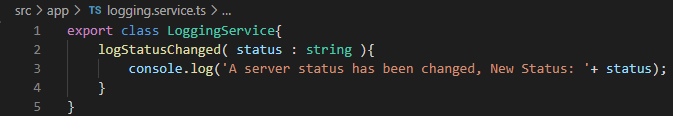 src > app > TS logging.service.ts > ...
1 export class LoggingService{
2 logStatusChanged( status : string ){
3 console.log('A server status has been changed, New Status: '+ status);
4 }
5 }